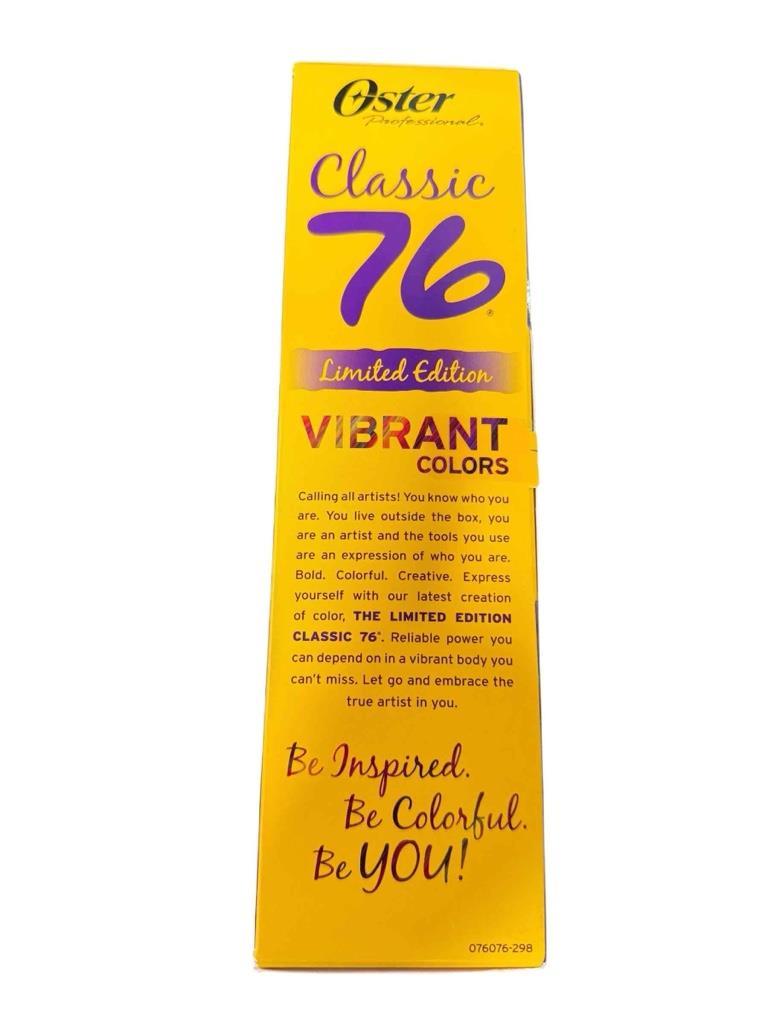 Oster
Professional®
Classic
76®
Limited Edition
VIBRANT
COLORS
Calling all artists! You know who you
are. You live outside the box, you
are an artist and the tools you use
are an expression of who you are.
Bold. Colorful. Creative. Express
yourself with our latest creation
of color, THE LIMITED EDITION
CLASSIC 76®. Reliable power you
can depend on in a vibrant body you
can't miss. Let go and embrace the
true artist in you.
Be Inspired.
Be Colorful.
Be YOU!
076076-298